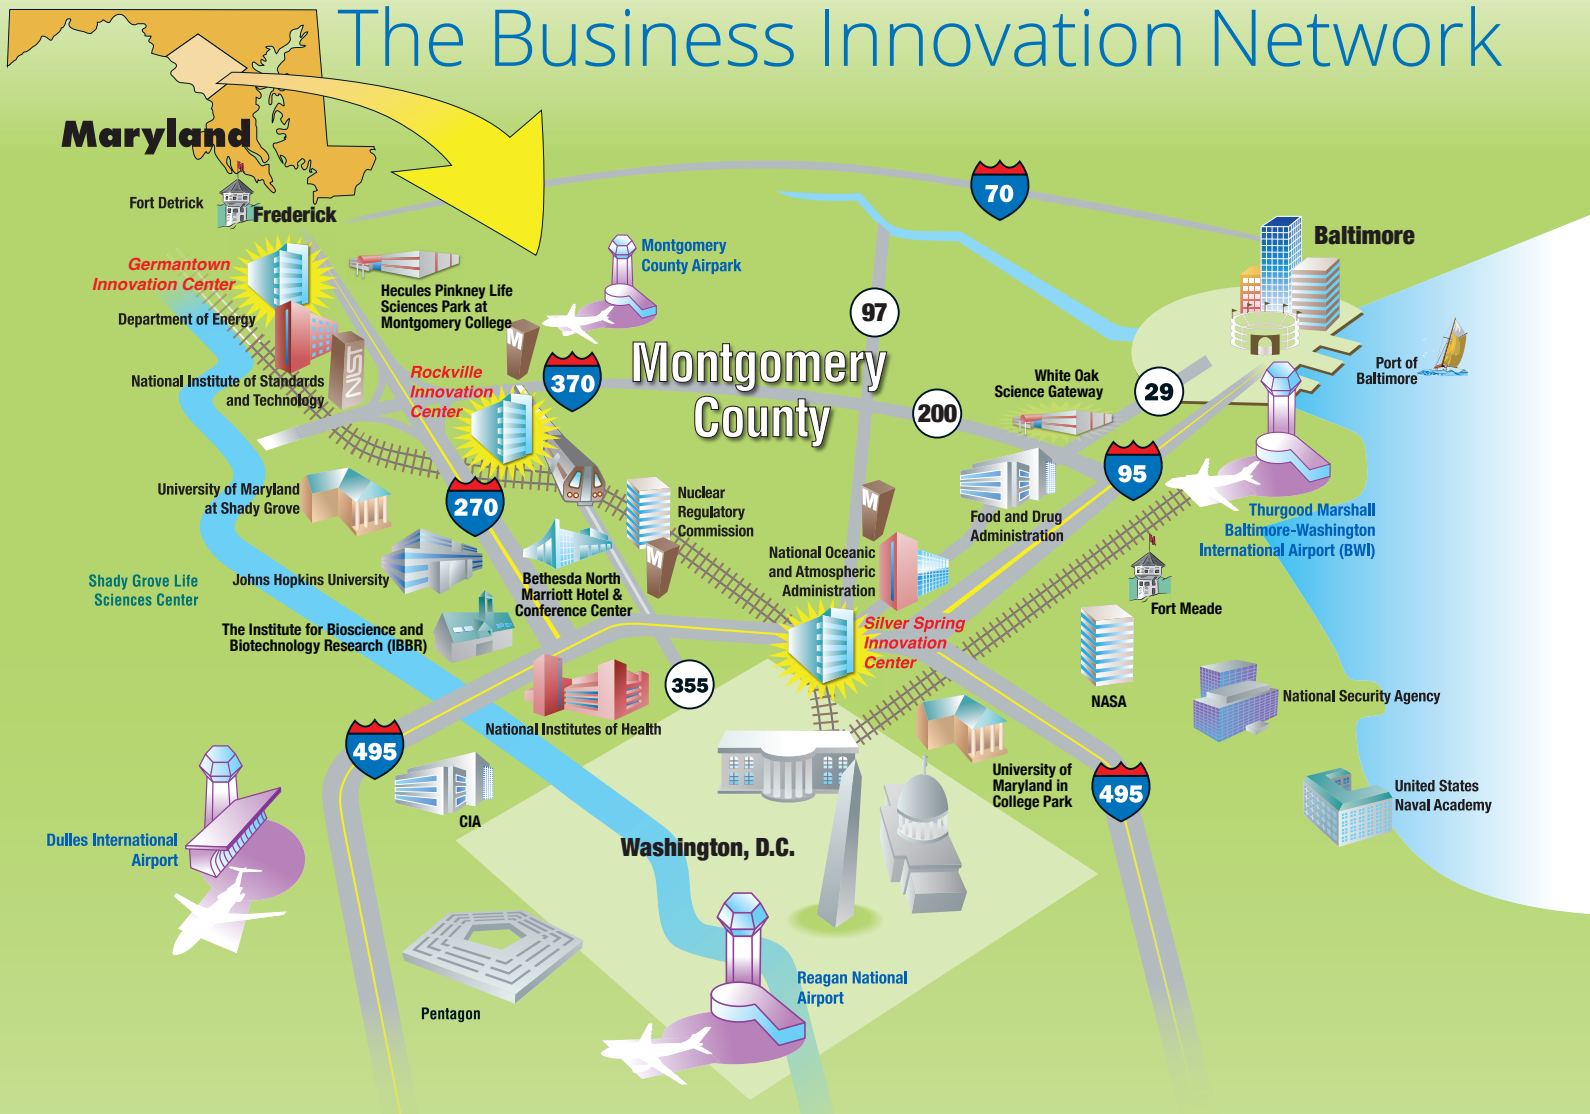 The Business Innovation Network
Maryland
Fort Detrick
Frederick
70
Baltimore
Montgomery
County Airpark
Germantown
Innovation Center
Hecules Pinkney Life
Sciences Park at
Montgomery College
Department of Energy
97
M
NIST
National Institute of Standards
and Technology
Rockville
Innovation
Center
370
Montgomery
County
200
White Oak
Science Gateway
29
Port of
Baltimore
95
University of Maryland
at Shady Grove
270
Nuclear
Regulatory
Commission
M
Food and Drug
Administration
Thurgood Marshall
Baltimore-Washington
International Airport (BWI)
National Oceanic
and Atmospheric
Administration
M
Shady Grove Life
Sciences Center
Johns Hopkins University
Bethesda North
Marriott Hotel &
Conference Center
Fort Meade
The Institute for Bioscience and
Biotechnology Research (IBBR)
Silver Spring
Innovation
Center
355
NASA
National Security Agency
National Institutes of Health
495
University of
Maryland in
College Park
495
United States
Naval Academy
CIA
Dulles International
Airport
Washington, D.C.
Reagan National
Airport
Pentagon